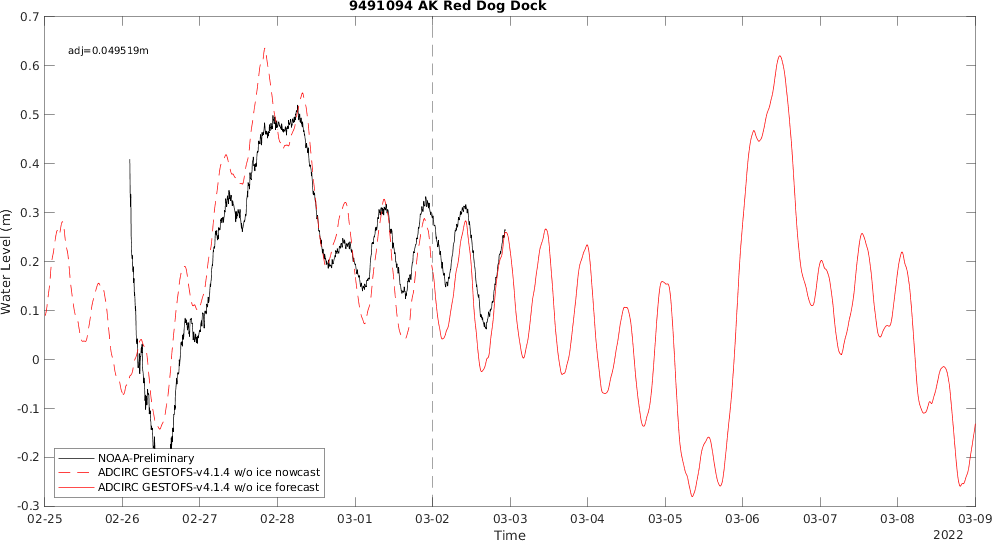 9491094 AK Red Dog Dock
adj=0.049519m
Water Level (m)
0.7
0.6
0.5
0.4
0.3
0.2
0.1
0
-0.1
-0.2
-0.3
NOAA-Preliminary
ADCIRC GESTOFS-v4.1.4 w/o ice nowcast
ADCIRC GESTOFS-v4.1.4 w/o ice forecast
02-25 02-26 02-27 02-28 03-01 03-02 03-03 03-04 03-05 03-06 03-07 03-08 03-09
Time
2022